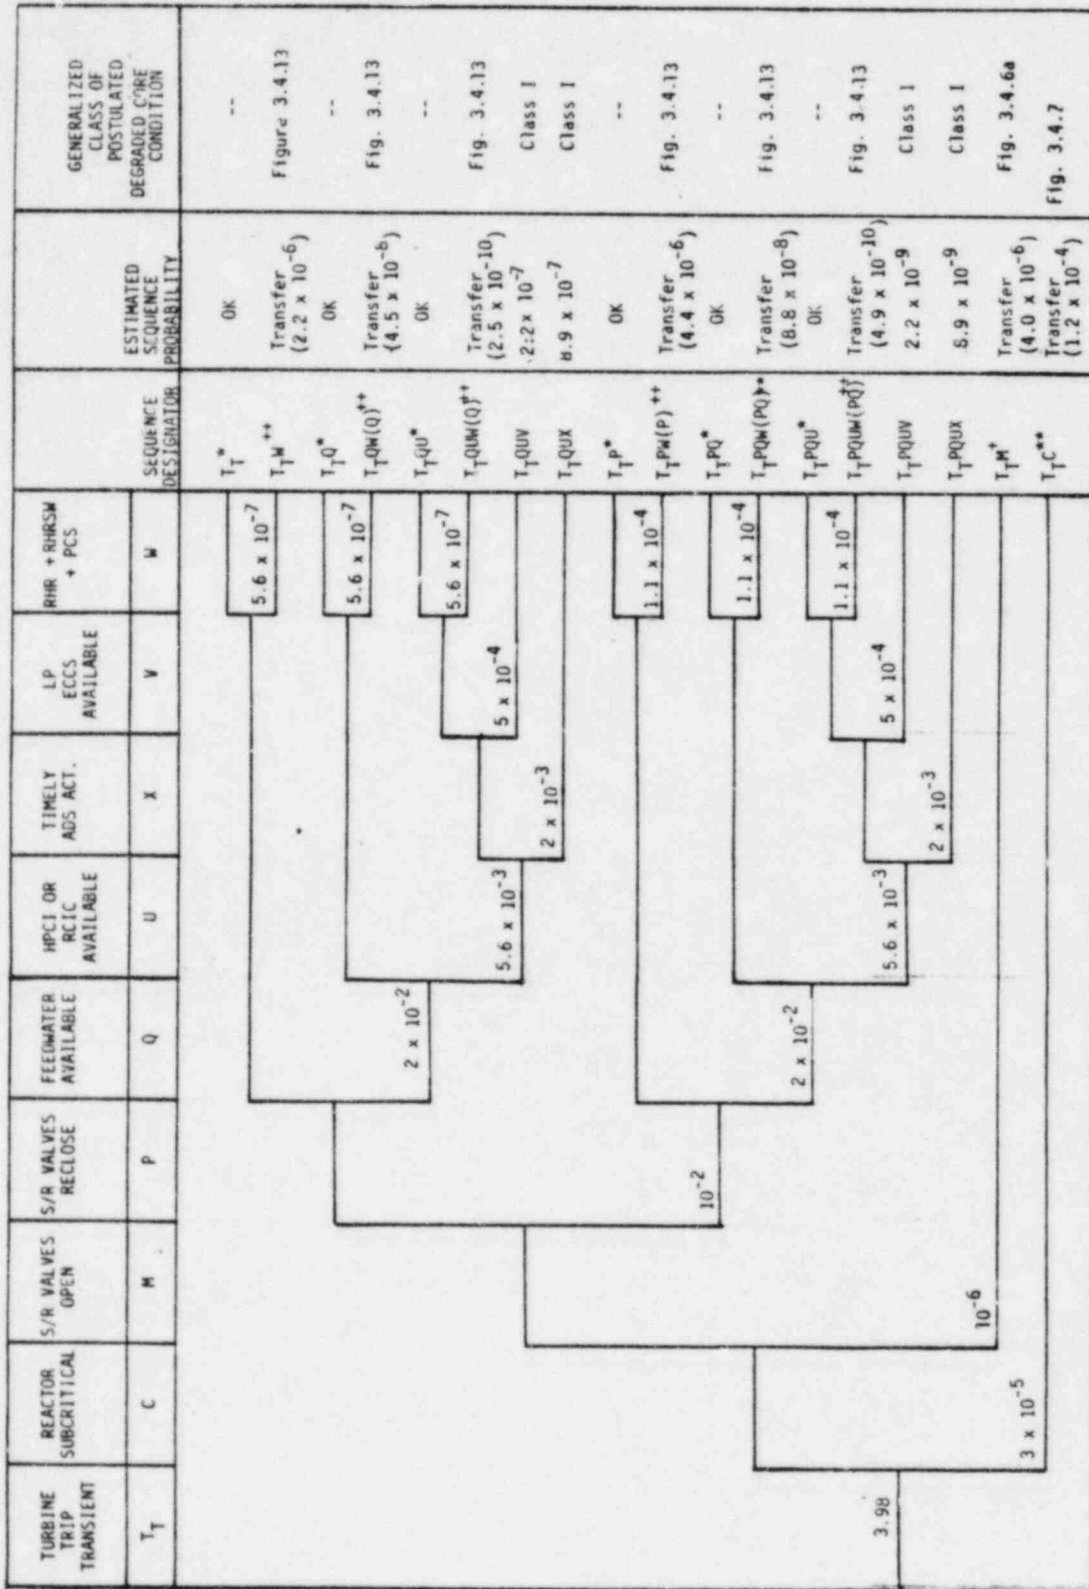 TURBINE
TRIP
TRANSIENT
REACTOR
SUBCRITICAL
S/R VALVES
OPEN
S/R VALVES
RECLOSE
FEEDWATER
AVAILABLE
HPCI OR
RCIC
AVAILABLE
TIMELY
ADS ACT.
LP
ECCS
AVAILABLE
RHR + RHRSW
+ PCS
SEQUENCE
DESIGNATOR
ESTIMATED
SEQUENCE
PROBABILITY
GENERALIZED
CLASS OF
POSTULATED
DEGRADED CORE
CONDITION
T_T
C
M
P
Q
U
X
V
W
3.98
3 x 10^-5
10^-6
10^-2
2 x 10^-2
2 x 10^-2
5.6 x 10^-3
5.6 x 10^-3
2 x 10^-3
2 x 10^-3
5 x 10^-4
5 x 10^-4
5.6 x 10^-7
5.6 x 10^-7
5.6 x 10^-7
1.1 x 10^-4
1.1 x 10^-4
1.1 x 10^-4
T_T* OK --
T_TW++ Transfer (2.2 x 10^-6) Figure 3.4.13
T_TQ* OK --
T_TQW(Q)++ Transfer (4.5 x 10^-8) Fig. 3.4.13
T_TQU* OK --
T_TQUW(Q)++ Transfer (2.5 x 10^-10) Fig. 3.4.13
T_TQUV 2.2 x 10^-7 Class I
T_TQUX 8.9 x 10^-7 Class I
T_TP* OK --
T_TPW(P)++ Transfer (4.4 x 10^-6) Fig. 3.4.13
T_TPQ* OK --
T_TPQW(PQ)++ Transfer (8.8 x 10^-8) Fig. 3.4.13
T_TPQU* OK --
T_TPQUW(PQ)++ Transfer (4.9 x 10^-10) Fig. 3.4.13
T_TPQUV 2.2 x 10^-9 Class I
T_TPQUX 8.9 x 10^-9 Class I
T_TM+ Transfer (4.0 x 10^-6) Fig. 3.4.6a
T_TC** Transfer (1.2 x 10^-4) Fig. 3.4.7